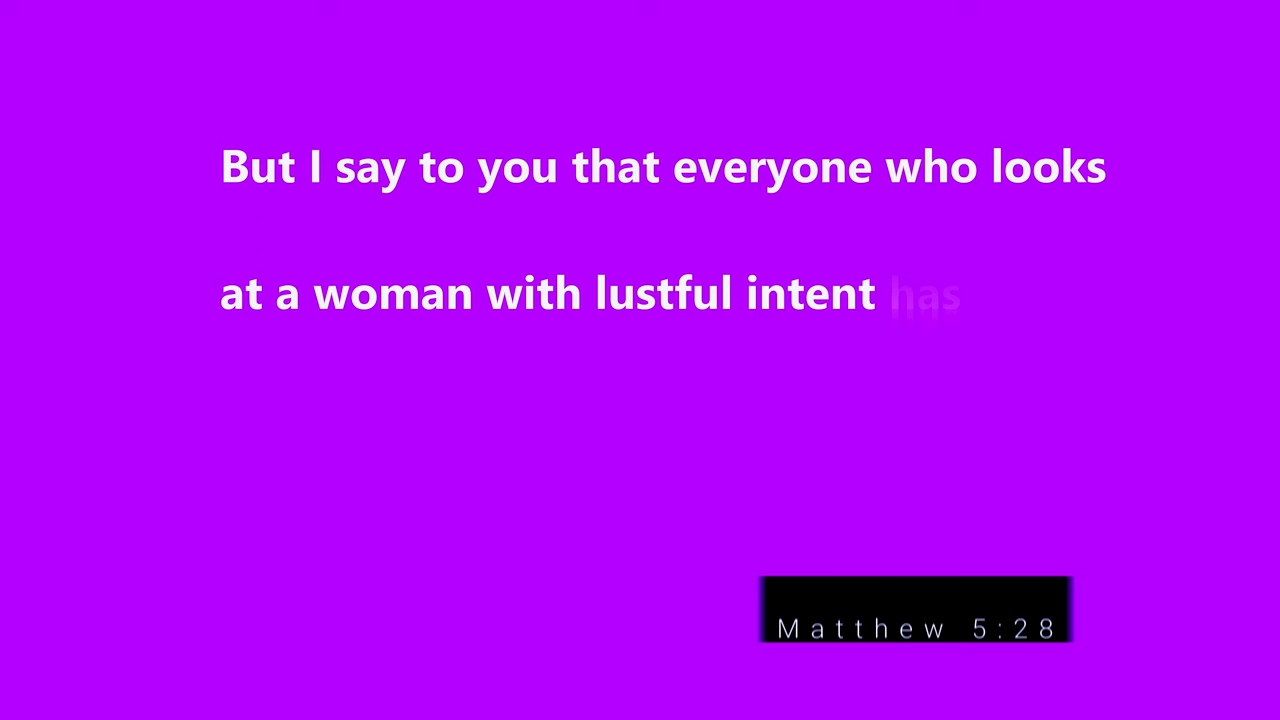 But I say to you that everyone who looks
at a woman with lustful intent has
Matthew 5:28